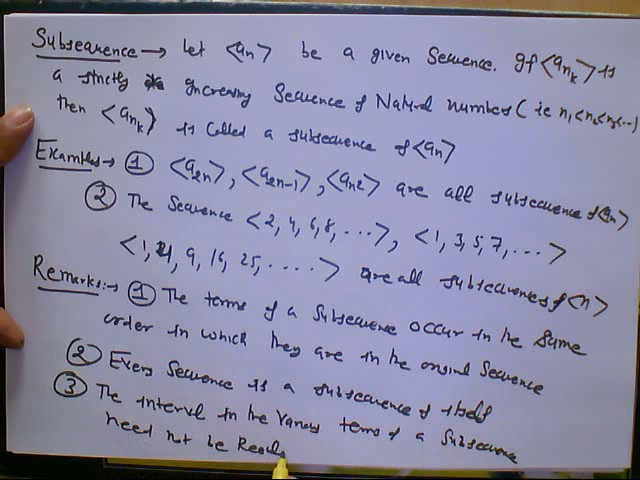 Subsequence → Let <an> be a given Sequence. If <ank> is
a strictly Increasing Sequence of Natural numbers (ie n1<n2<n3<...)
then <ank> is called a subsequence of <an>
Examples → ① <a2n>, <a2n-1>, <an2> are all subsequence of <an>
② The Sequence <2, 4, 6, 8, ...>, <1, 3, 5, 7, ...>
<1, 4, 9, 16, 25, .....> are all subsequences of <n>
Remarks:→ ① The terms of a subsequence occur in the same
order in which they are in the original Sequence
② Every Sequence is a subsequence of itself
③ The interval in the various terms of a subsequence
need not be Regula